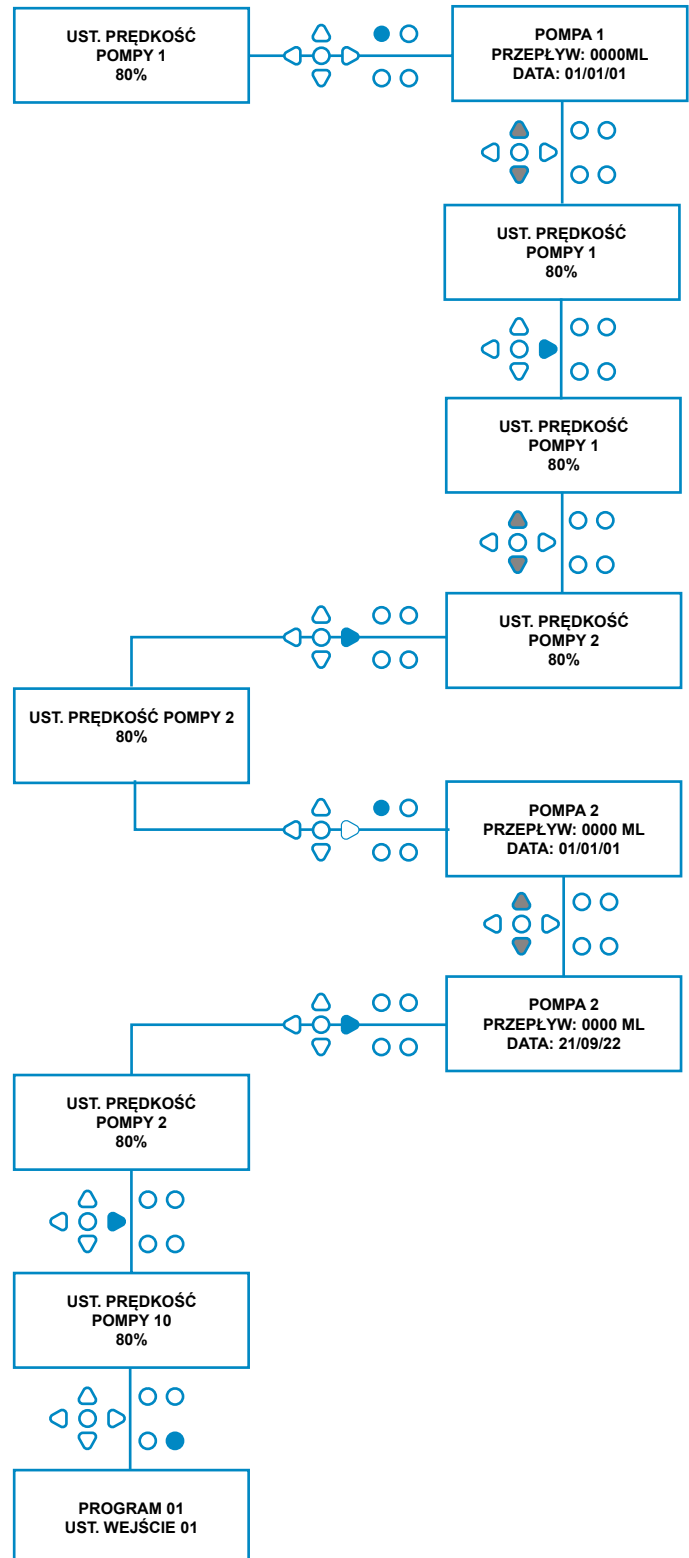 UST. PRĘDKOŚĆ
POMPY 1
80%
POMPA 1
PRZEPŁYW: 0000ML
DATA: 01/01/01
UST. PRĘDKOŚĆ
POMPY 1
80%
UST. PRĘDKOŚĆ
POMPY 1
80%
UST. PRĘDKOŚĆ
POMPY 2
80%
UST. PRĘDKOŚĆ POMPY 2
80%
POMPA 2
PRZEPŁYW: 0000 ML
DATA: 01/01/01
POMPA 2
PRZEPŁYW: 0000 ML
DATA: 21/09/22
UST. PRĘDKOŚĆ
POMPY 2
80%
UST. PRĘDKOŚĆ
POMPY 10
80%
PROGRAM 01
UST. WEJŚCIE 01